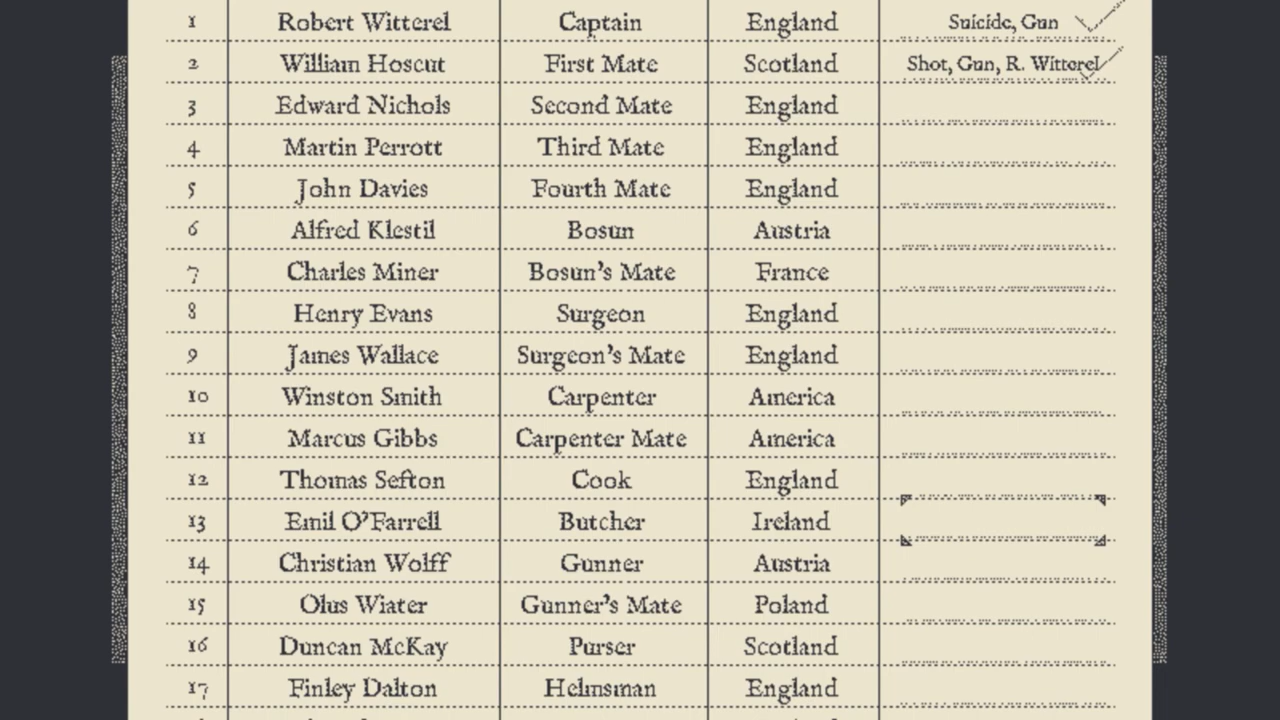 1 Robert Witterel Captain England Suicide, Gun
2 William Hoscut First Mate Scotland Shot, Gun, R. Witterel
3 Edward Nichols Second Mate England
4 Martin Perrott Third Mate England
5 John Davies Fourth Mate England
6 Alfred Klestil Bosun Austria
7 Charles Miner Bosun's Mate France
8 Henry Evans Surgeon England
9 James Wallace Surgeon's Mate England
10 Winston Smith Carpenter America
11 Marcus Gibbs Carpenter Mate America
12 Thomas Sefton Cook England
13 Emil O'Farrell Butcher Ireland
14 Christian Wolff Gunner Austria
15 Olus Wiater Gunner's Mate Poland
16 Duncan McKay Purser Scotland
17 Finley Dalton Helmsman England